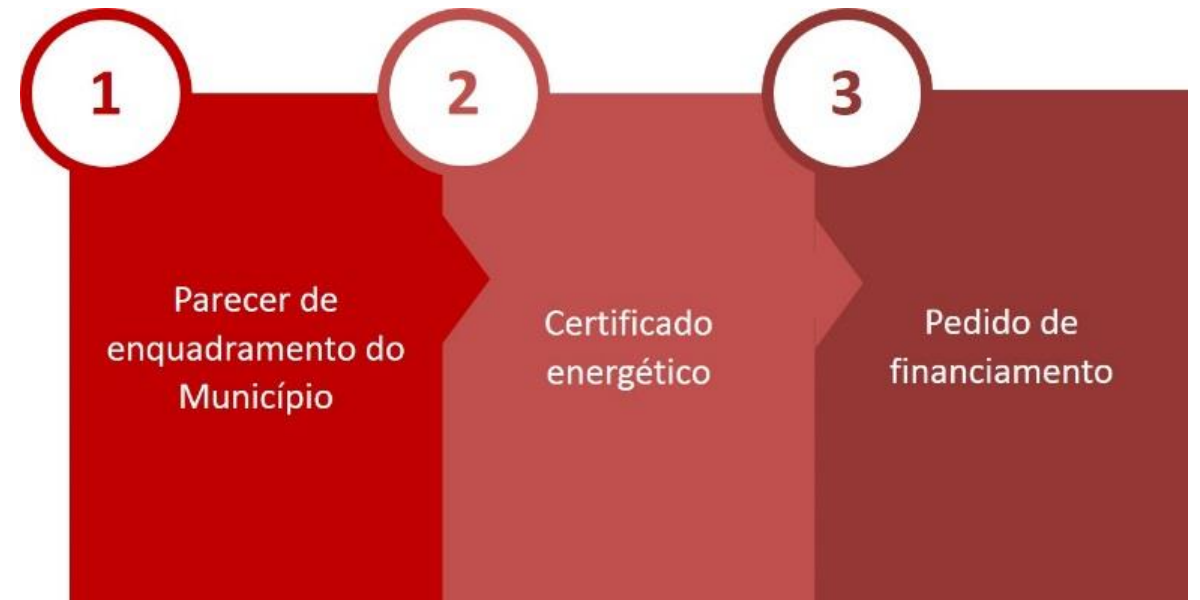 1
Parecer de
enquadramento do
Município
2
Certificado
energético
3
Pedido de
financiamento